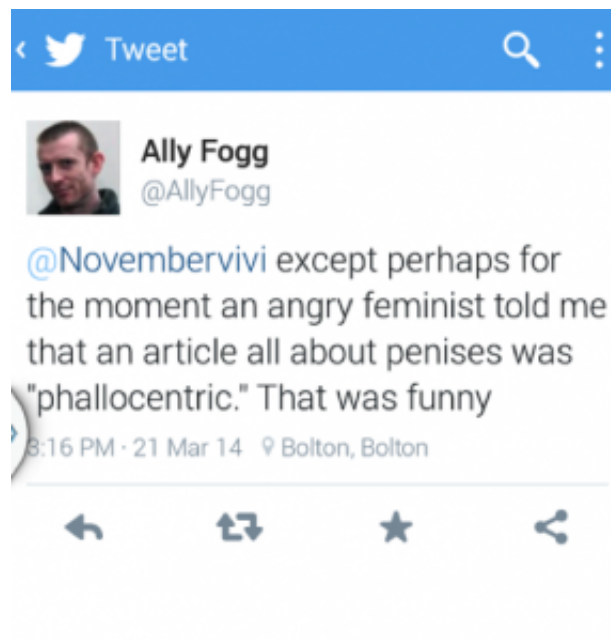 Tweet
Ally Fogg
@AllyFogg
@Novembervivi except perhaps for
the moment an angry feminist told me
that an article all about penises was
"phallocentric." That was funny
3:16 PM · 21 Mar 14 Bolton, Bolton